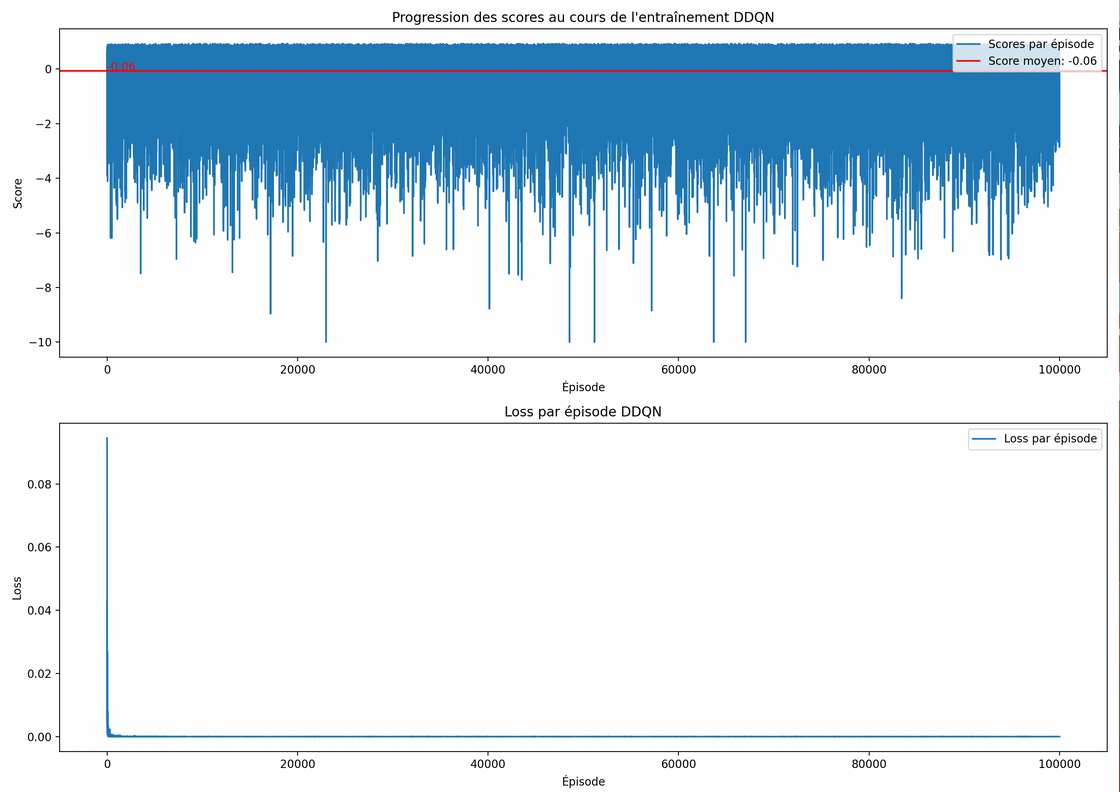 Progression des scores au cours de l'entraînement DDQN
Scores par épisode
Score moyen: -0.06
-0.06
Score
0
−2
−4
−6
−8
−10
0 20000 40000 60000 80000 100000
Épisode
Loss par épisode DDQN
Loss par épisode
Loss
0.08
0.06
0.04
0.02
0.00
0 20000 40000 60000 80000 100000
Épisode